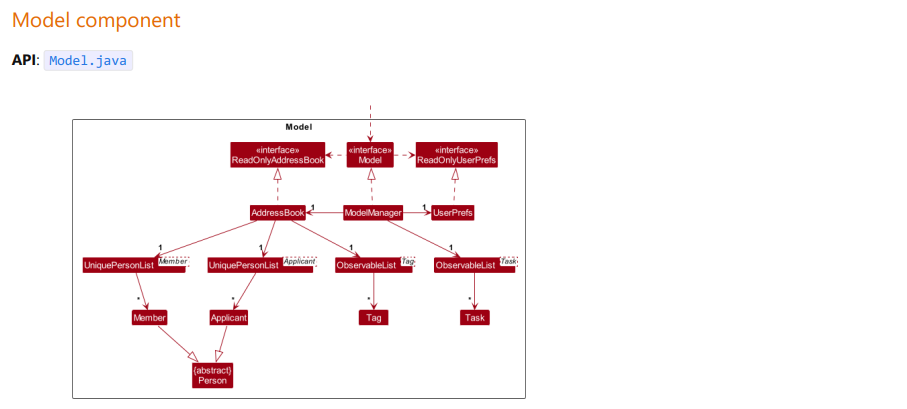 Model component
API: Model.java
Model
«interface»
ReadOnlyAddressBook
«interface»
Model
«interface»
ReadOnlyUserPrefs
AddressBook
1
ModelManager
1
UserPrefs
1
1
1
1
UniquePersonList
Member
UniquePersonList
Applicant
ObservableList
Tag
ObservableList
Task
*
*
*
*
Member
Applicant
Tag
Task
{abstract}
Person